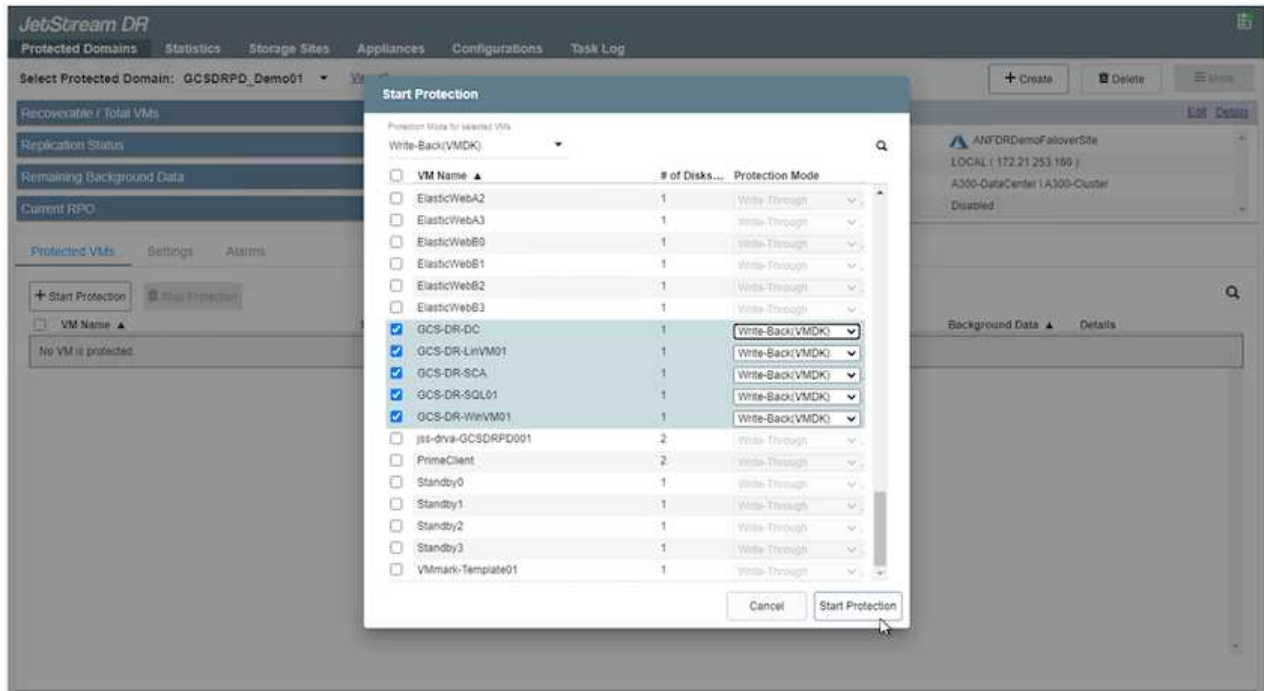 JetStream DR
Protected Domains Statistics Storage Sites Appliances Configurations Task Log
Select Protected Domain: GCSDRPD_Demo01
+ Create Delete More
Start Protection
Recoverable / Total VMs
Edit Details
Protection Mode for selected VMs
Write-Back(VMDK)
Replication Status
ANFDRDemoFailoverSite
LOCAL ( 172.21.253.160 )
Remaining Background Data
A300-DataCenter \ A300-Cluster
Current RPO
Disabled
VM Name ▲ # of Disks... Protection Mode
ElasticWebA2 1 Write-Through
ElasticWebA3 1 Write-Through
ElasticWebB0 1 Write-Through
ElasticWebB1 1 Write-Through
ElasticWebB2 1 Write-Through
ElasticWebB3 1 Write-Through
GCS-DR-DC 1 Write-Back(VMDK)
GCS-DR-LinVM01 1 Write-Back(VMDK)
GCS-DR-SCA 1 Write-Back(VMDK)
GCS-DR-SQL01 1 Write-Back(VMDK)
GCS-DR-WinVM01 1 Write-Back(VMDK)
jss-drva-GCSDRPD001 2 Write-Through
PrimeClient 2 Write-Through
Standby0 1 Write-Through
Standby1 1 Write-Through
Standby2 1 Write-Through
Standby3 1 Write-Through
VMmark-Template01 1 Write-Through
Cancel Start Protection
Protected VMs Settings Alarms
+ Start Protection Stop Protection
VM Name ▲
Background Data ▲ Details
No VM is protected.